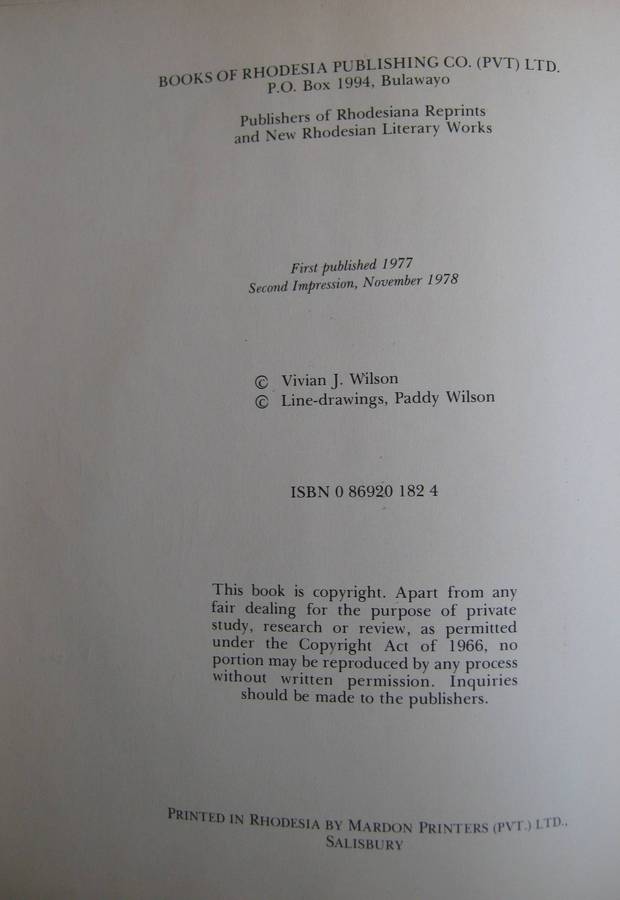 BOOKS OF RHODESIA PUBLISHING CO. (PVT) LTD.
P.O. Box 1994, Bulawayo
Publishers of Rhodesiana Reprints
and New Rhodesian Literary Works
First published 1977
Second Impression, November 1978
© Vivian J. Wilson
© Line-drawings, Paddy Wilson
ISBN 0 86920 182 4
This book is copyright. Apart from any
fair dealing for the purpose of private
study, research or review, as permitted
under the Copyright Act of 1966, no
portion may be reproduced by any process
without written permission. Inquiries
should be made to the publishers.
PRINTED IN RHODESIA BY MARDON PRINTERS (PVT.) LTD.,
SALISBURY